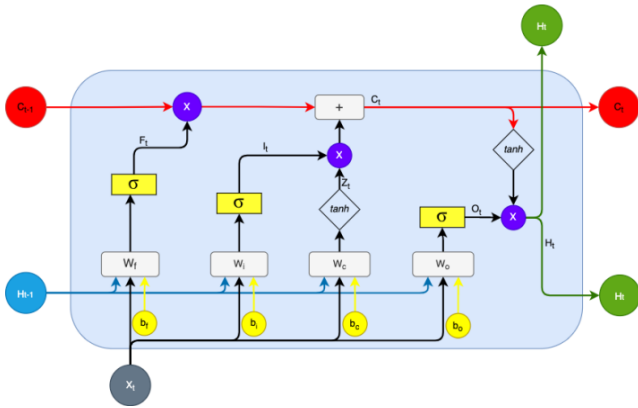 Ht
Ct-1
X
+
Ct
Ct
Ft
It
X
tanh
σ
σ
Zt
tanh
σ
Ot
X
Wf
Wi
Wc
Wo
Ht
Ht-1
bf
bi
bc
bo
Ht
Xt